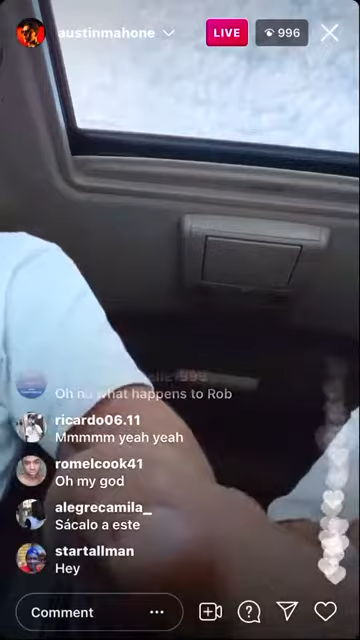 austinmahone
LIVE
996
Oh no what happens to Rob
ricardo06.11
Mmmmm yeah yeah
romelcook41
Oh my god
alegrecamila_
Sácalo a este
startallman
Hey
Comment